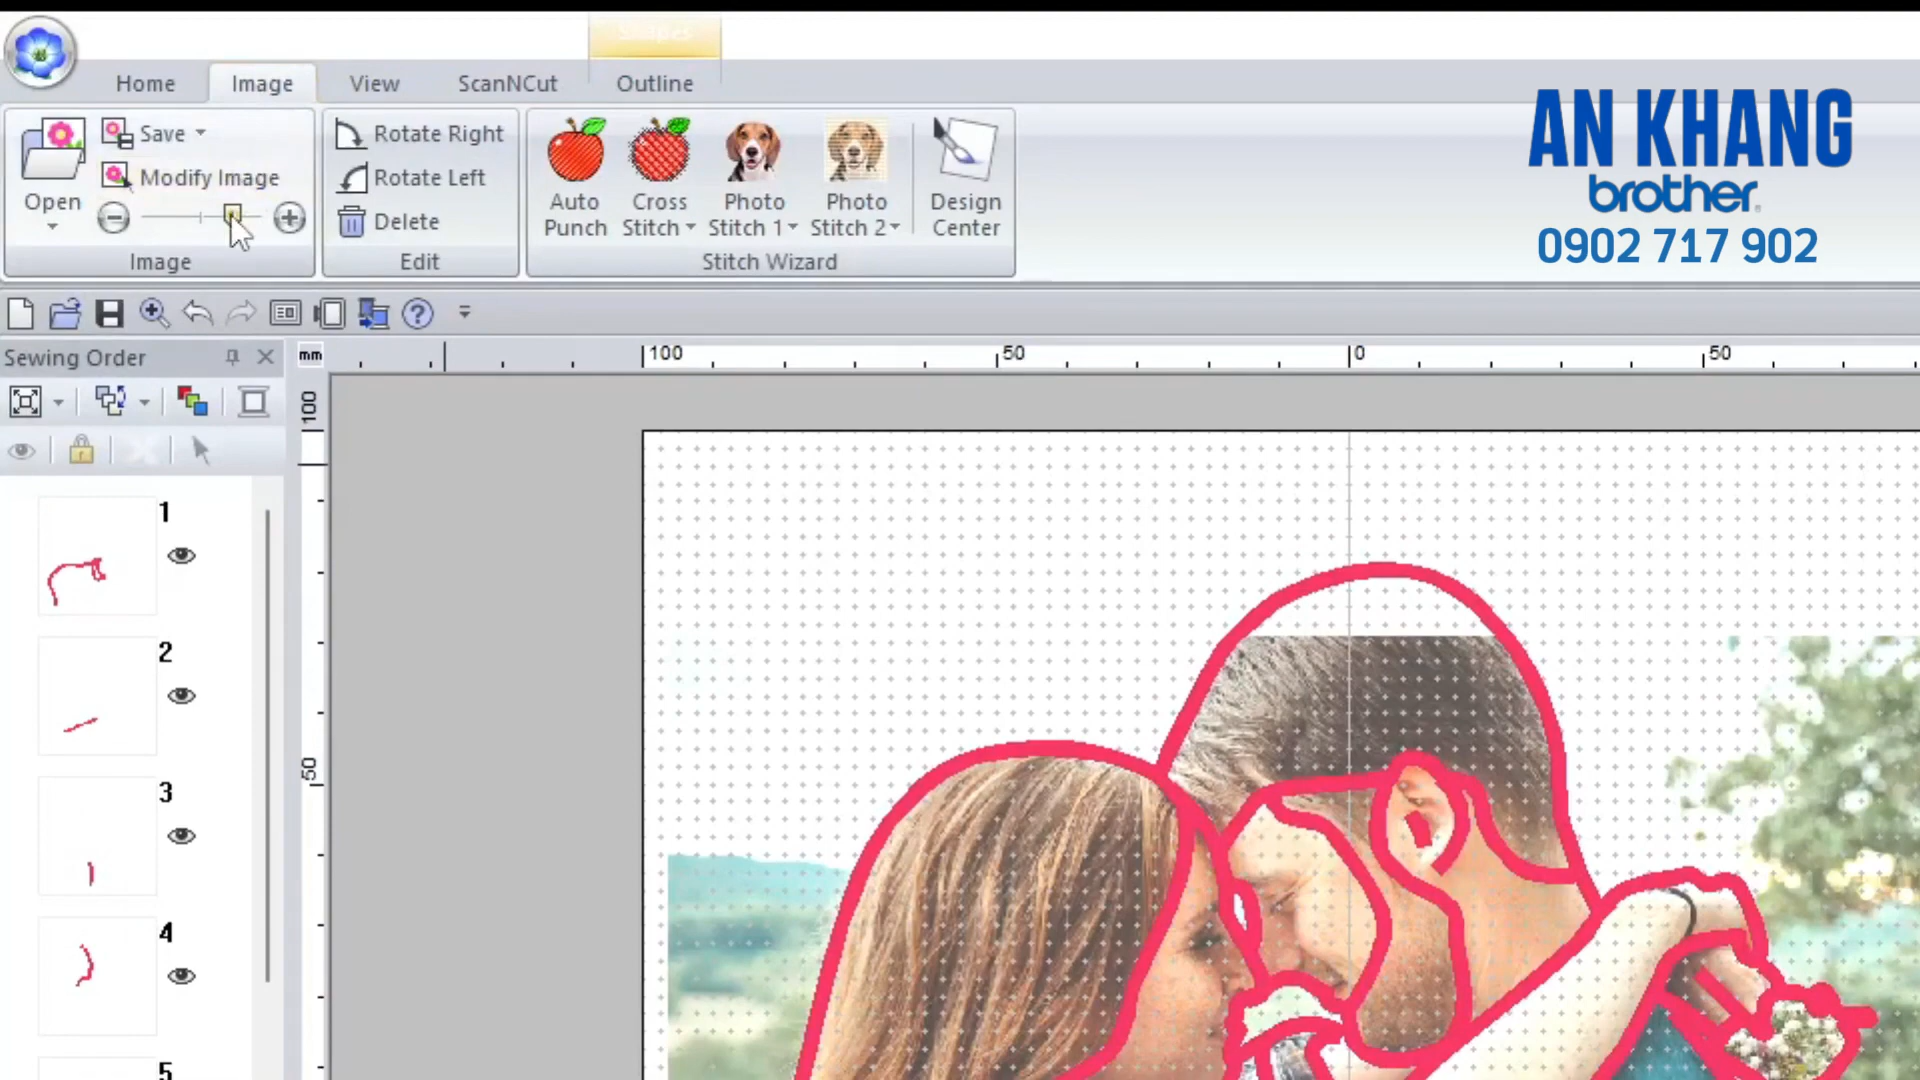 Shapes
Home Image View ScanNCut Outline
AN KHANG
brother
0902 717 902
Open
Save
Modify Image
Image
Rotate Right
Rotate Left
Delete
Edit
Auto Punch
Cross Stitch
Photo Stitch 1
Photo Stitch 2
Design Center
Stitch Wizard
Sewing Order
mm
100 50 0 50
100
50
1
2
3
4
5